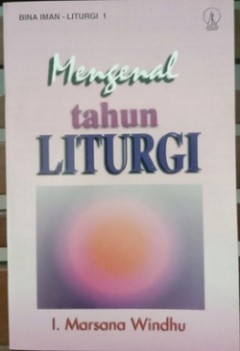 BINA IMAN - LITURGI 1
Mengenal
tahun
LITURGI
I. Marsana Windhu